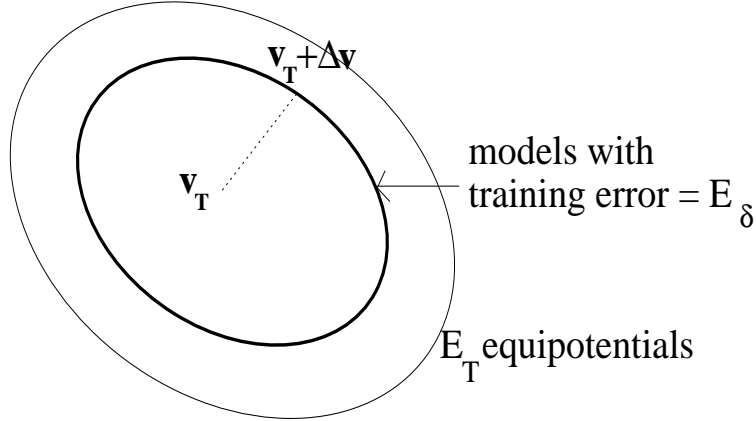 v_T+Δv
v_T
models with
training error = E_δ
E_T equipotentials